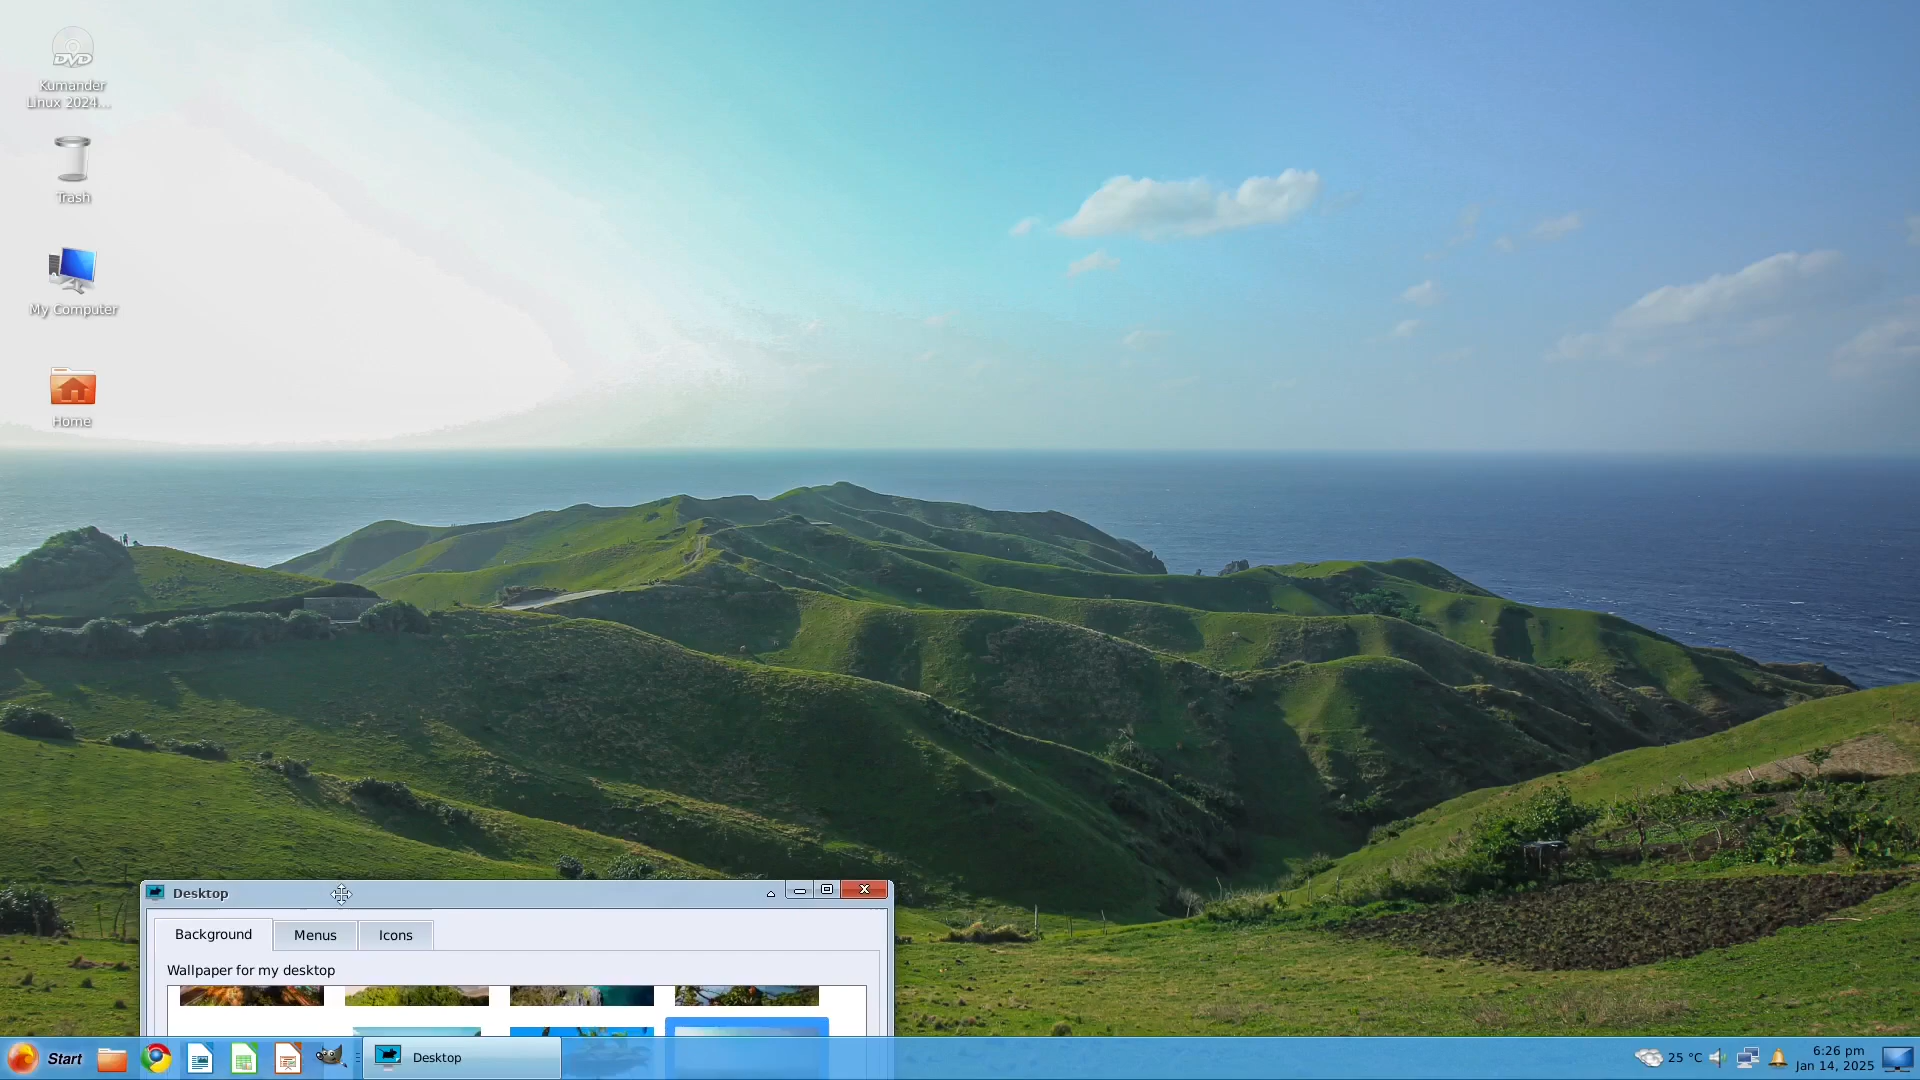 DVD
Kumander
Linux 2024...
Trash
My Computer
Home
Desktop
Background
Menus
Icons
Wallpaper for my desktop
Start
Desktop
25 °C
6:26 pm
Jan 14, 2025